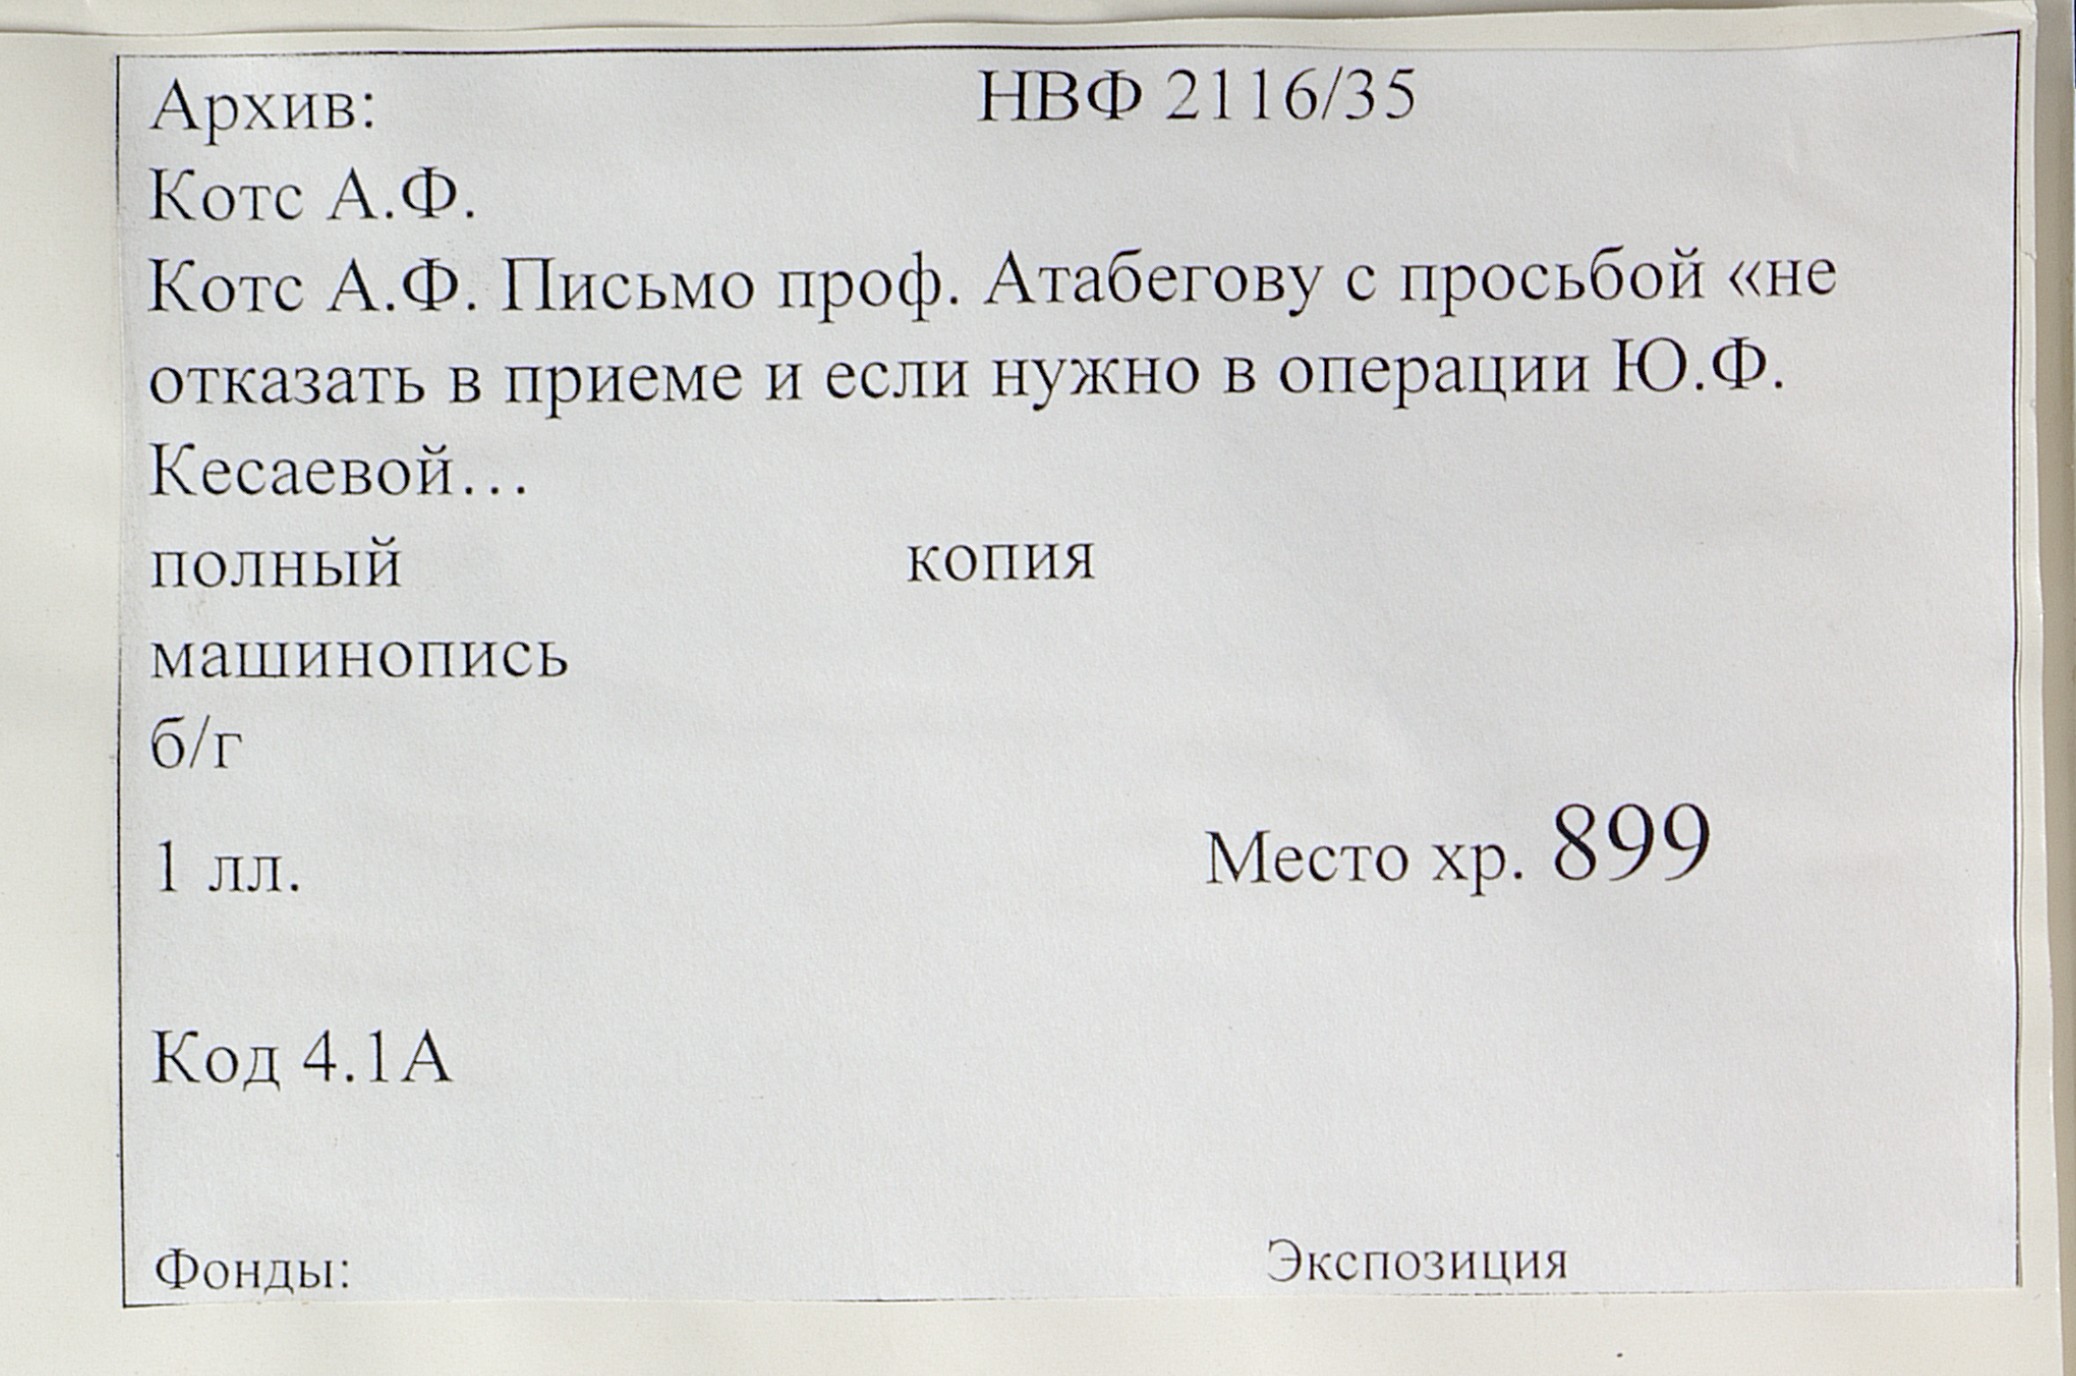 Архив: НВФ 2116/35
Котс А.Ф.
Котс А.Ф. Письмо проф. Атабегову с просьбой «не
отказать в приеме и если нужно в операции Ю.Ф.
Кесаевой…
полный копия
машинопись
б/г
1 лл. Место хр. 899
Код 4.1А
Фонды: Экспозиция